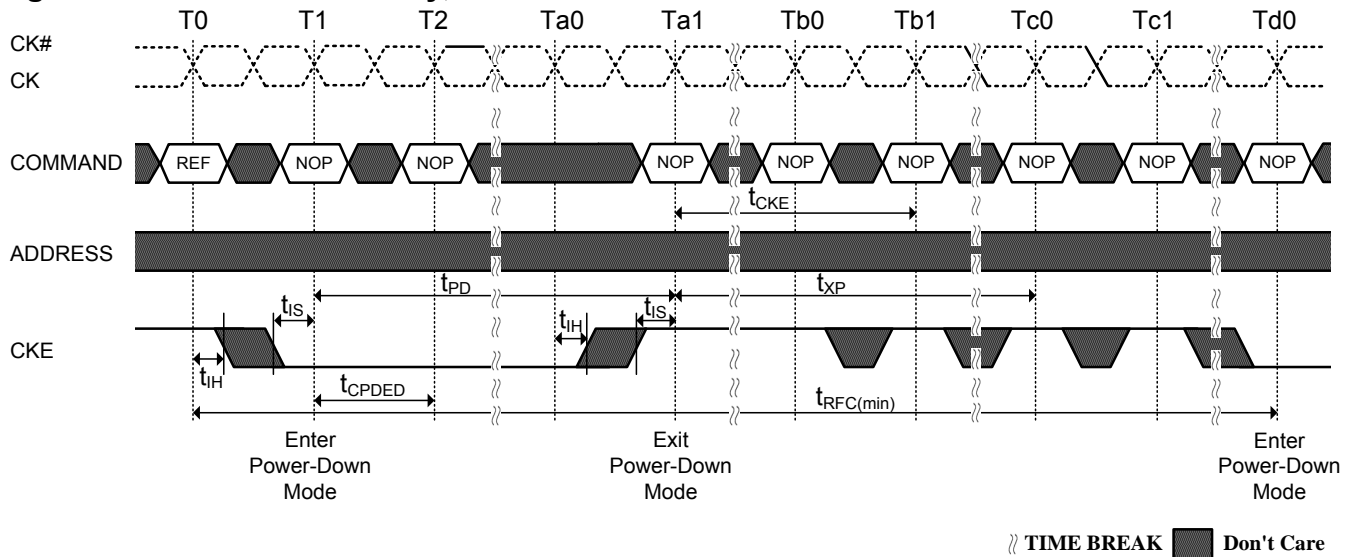 T0 T1 T2 Ta0 Ta1 Tb0 Tb1 Tc0 Tc1 Td0
CK#
CK
COMMAND REF NOP NOP NOP NOP NOP NOP NOP NOP
tCKE
ADDRESS
tPD tXP
tIS tIH tIS
CKE
tIH tCPDED
tRFC(min)
Enter
Power-Down
Mode
Exit
Power-Down
Mode
Enter
Power-Down
Mode
TIME BREAK Don't Care